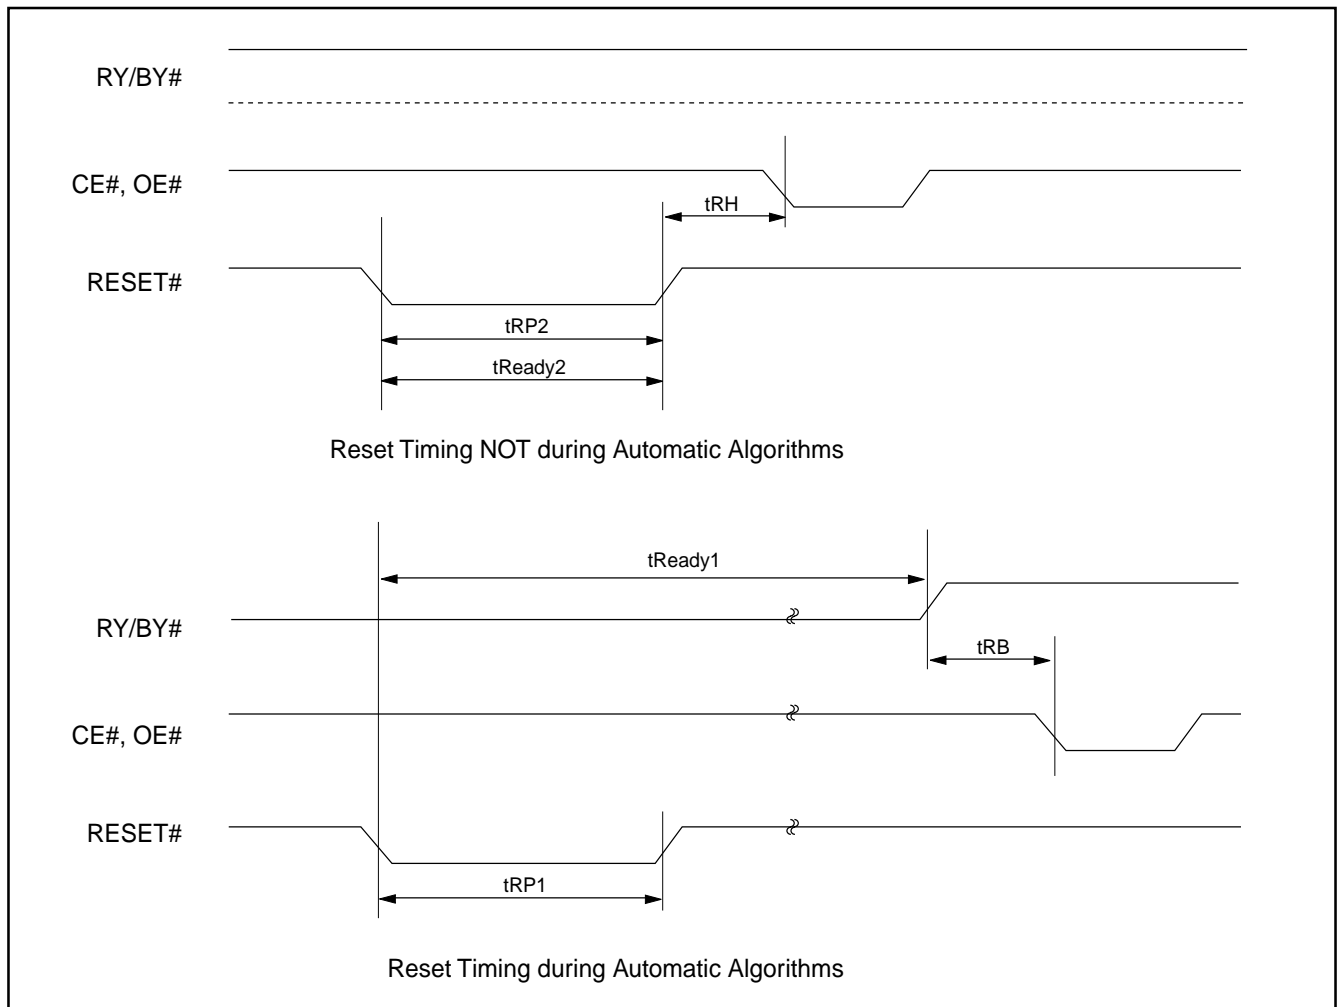 RY/BY#
CE#, OE#
tRH
RESET#
tRP2
tReady2
Reset Timing NOT during Automatic Algorithms
tReady1
RY/BY#
tRB
CE#, OE#
RESET#
tRP1
Reset Timing during Automatic Algorithms